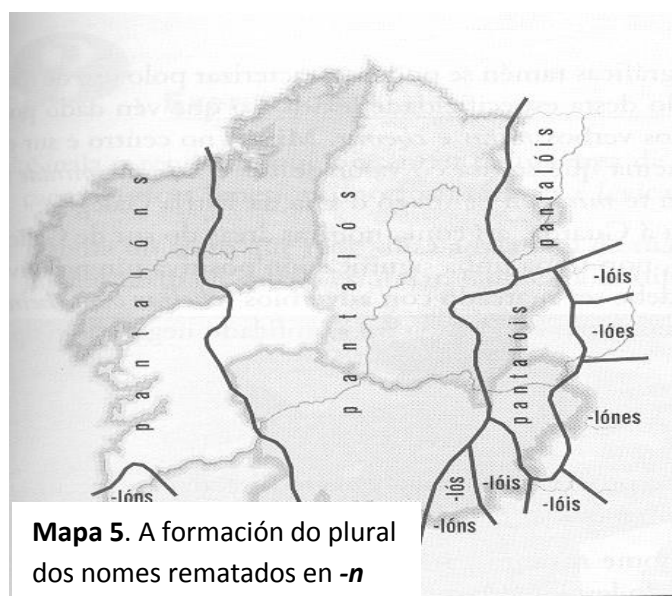 pantalóns
pantalós
pantalóis
pantalóis
-lóis
-lóes
-lónes
-lóns
-lós
-lóis
-lóis
-lóns
Mapa 5. A formación do plural
dos nomes rematados en -n